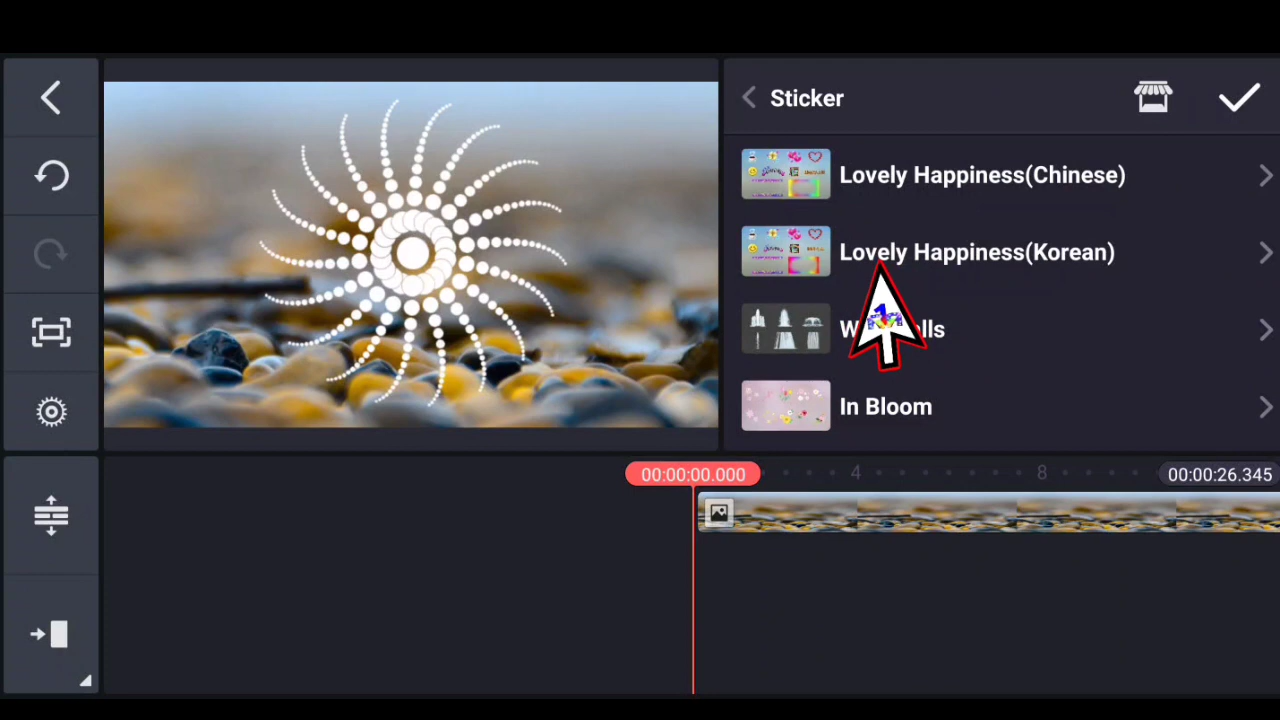 Sticker
Lovely Happiness(Chinese)
Lovely Happiness(Korean)
In Bloom
00:00:00.000
4
8
00:00:26.345